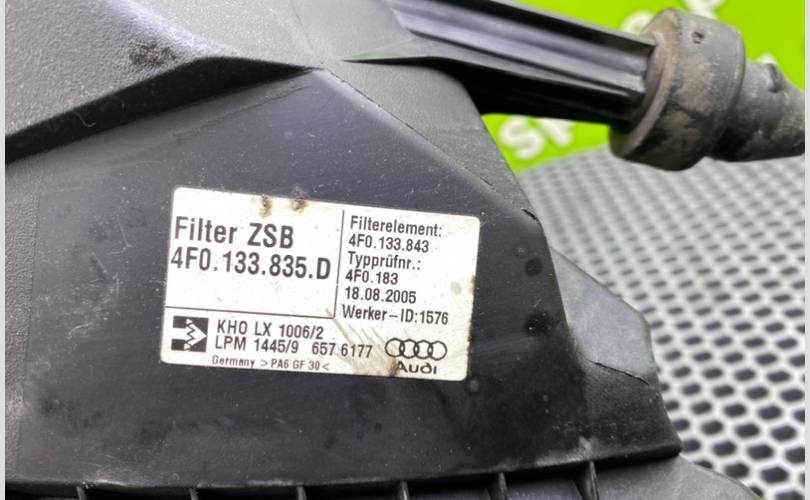 Filter ZSB
4F0.133.835.D
Filterelement:
4F0.133.843
Typprüfnr.:
4F0.183
18.08.2005
Werker-ID:1576
KHO LX 1006/2
LPM 1445/9 657 6177
Germany >PA6 GF 30<
Audi